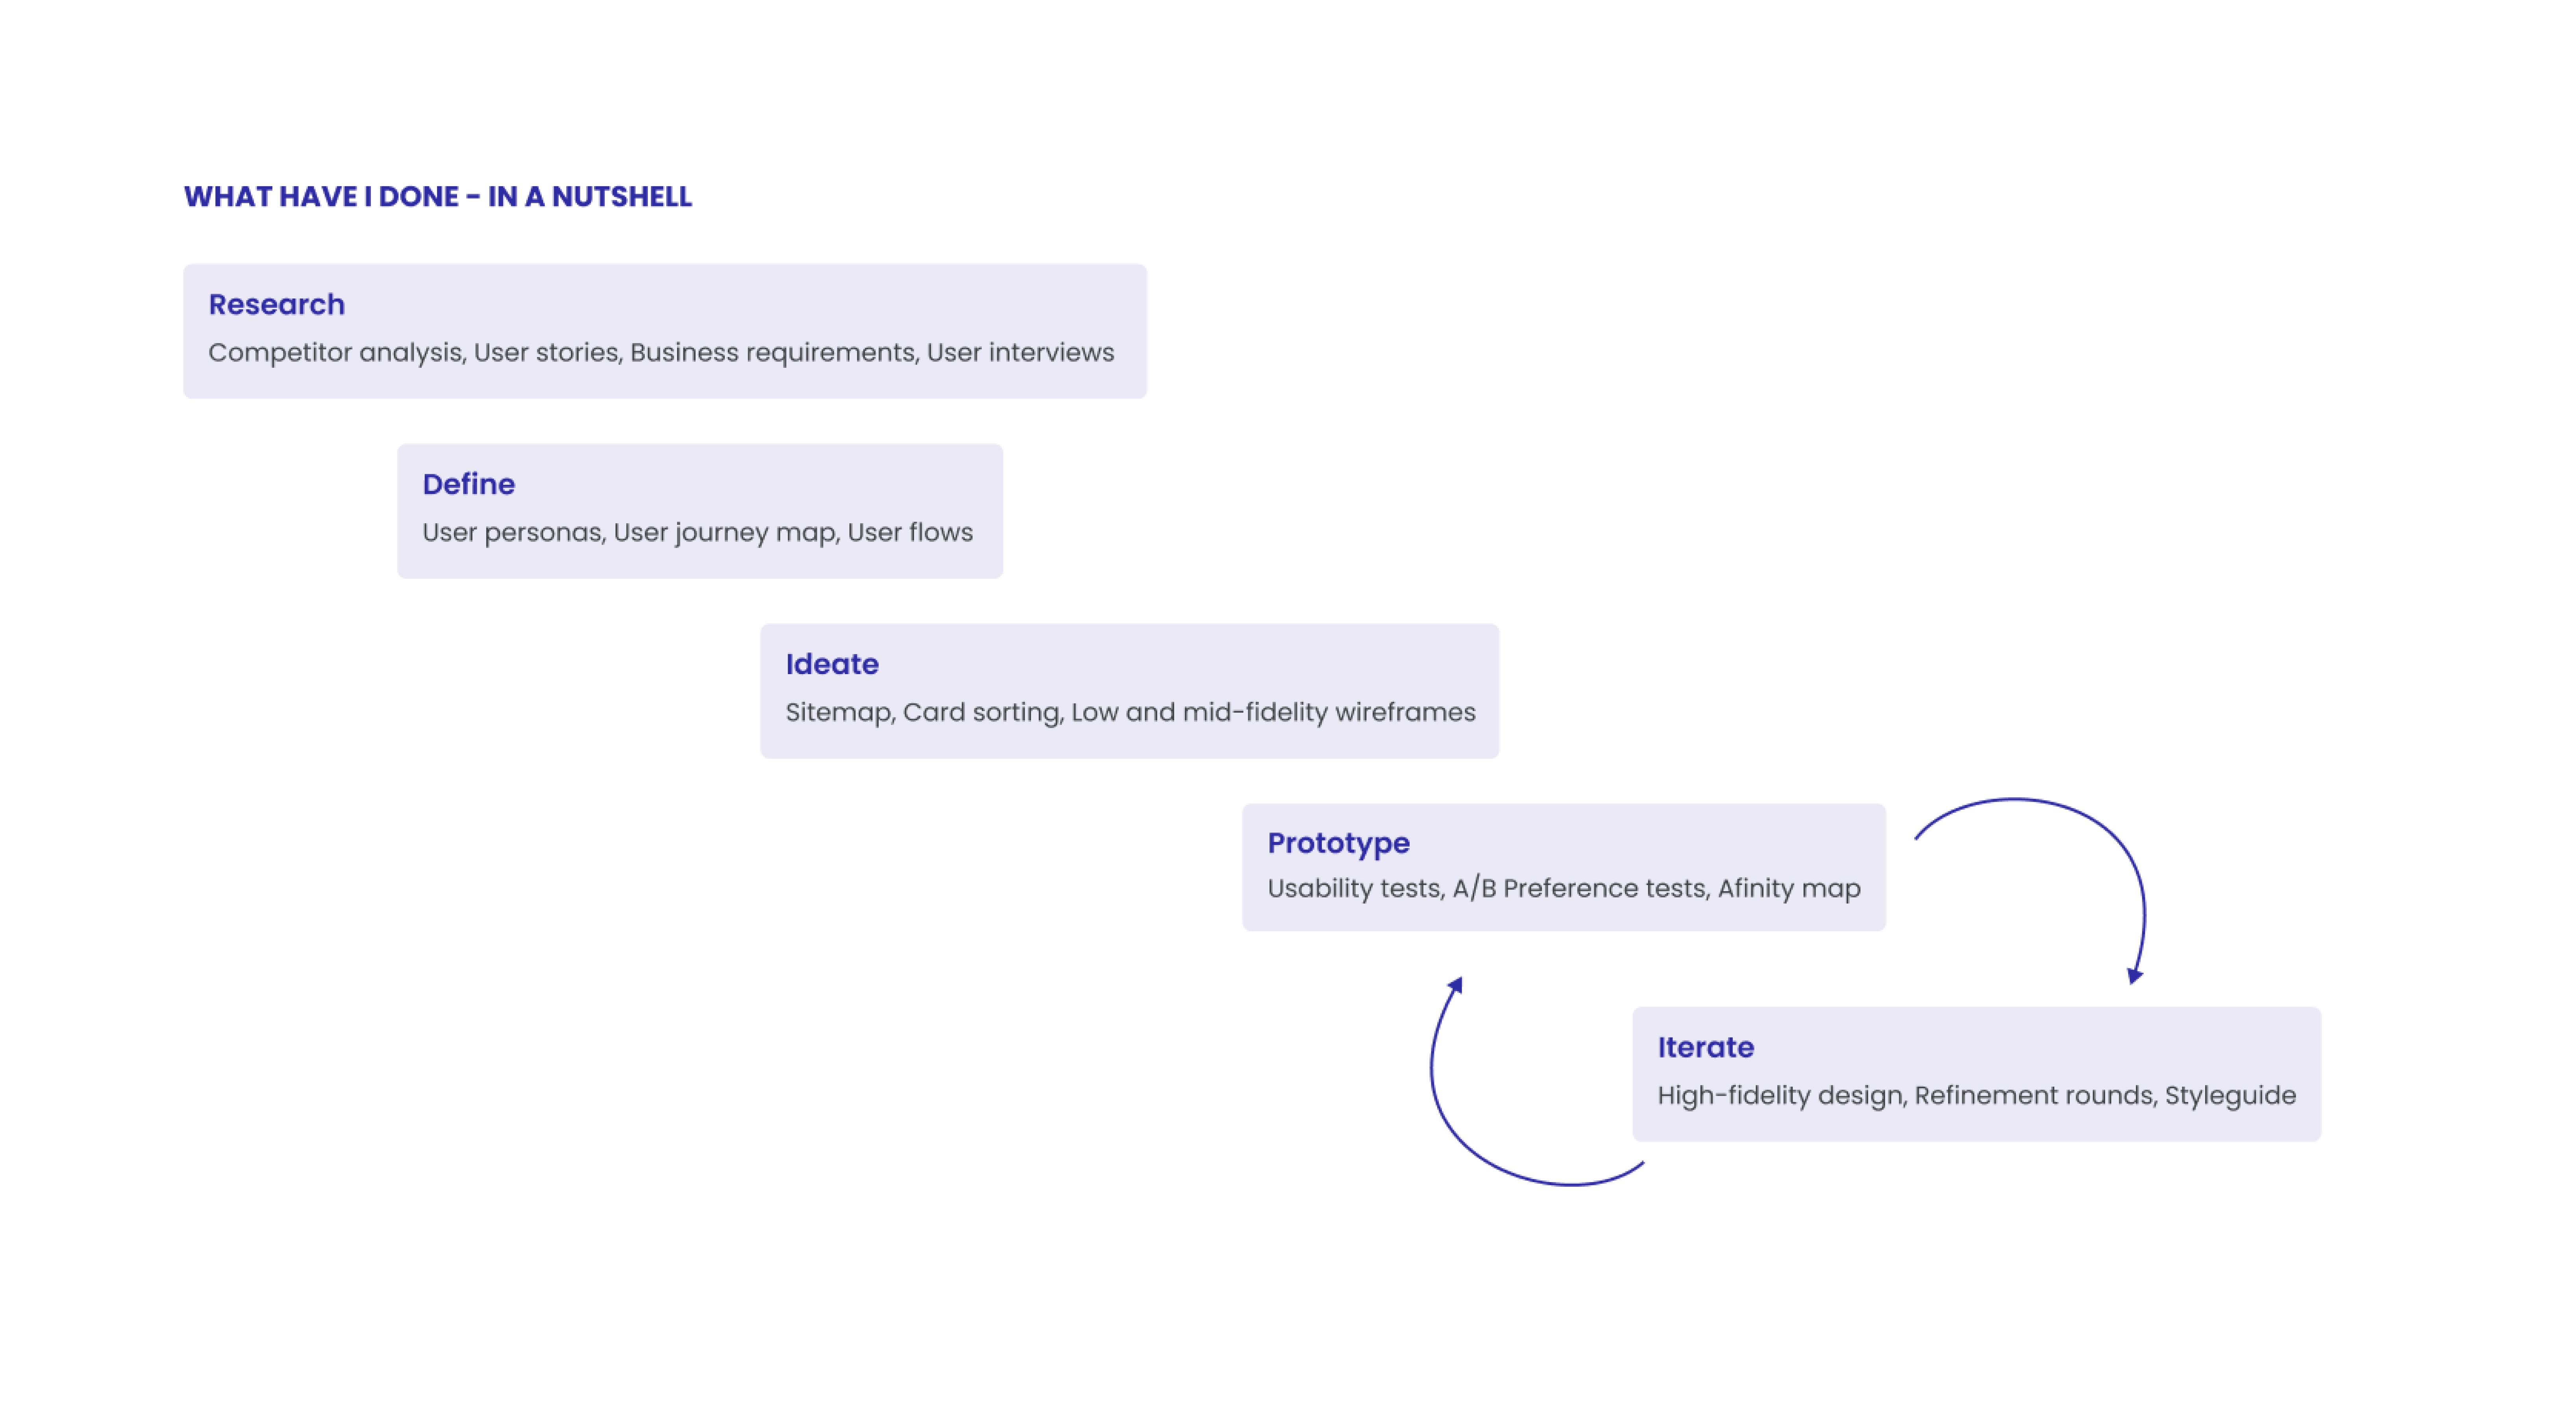 WHAT HAVE I DONE - IN A NUTSHELL
Research
Competitor analysis, User stories, Business requirements, User interviews
Define
User personas, User journey map, User flows
Ideate
Sitemap, Card sorting, Low and mid-fidelity wireframes
Prototype
Usability tests, A/B Preference tests, Afinity map
Iterate
High-fidelity design, Refinement rounds, Styleguide